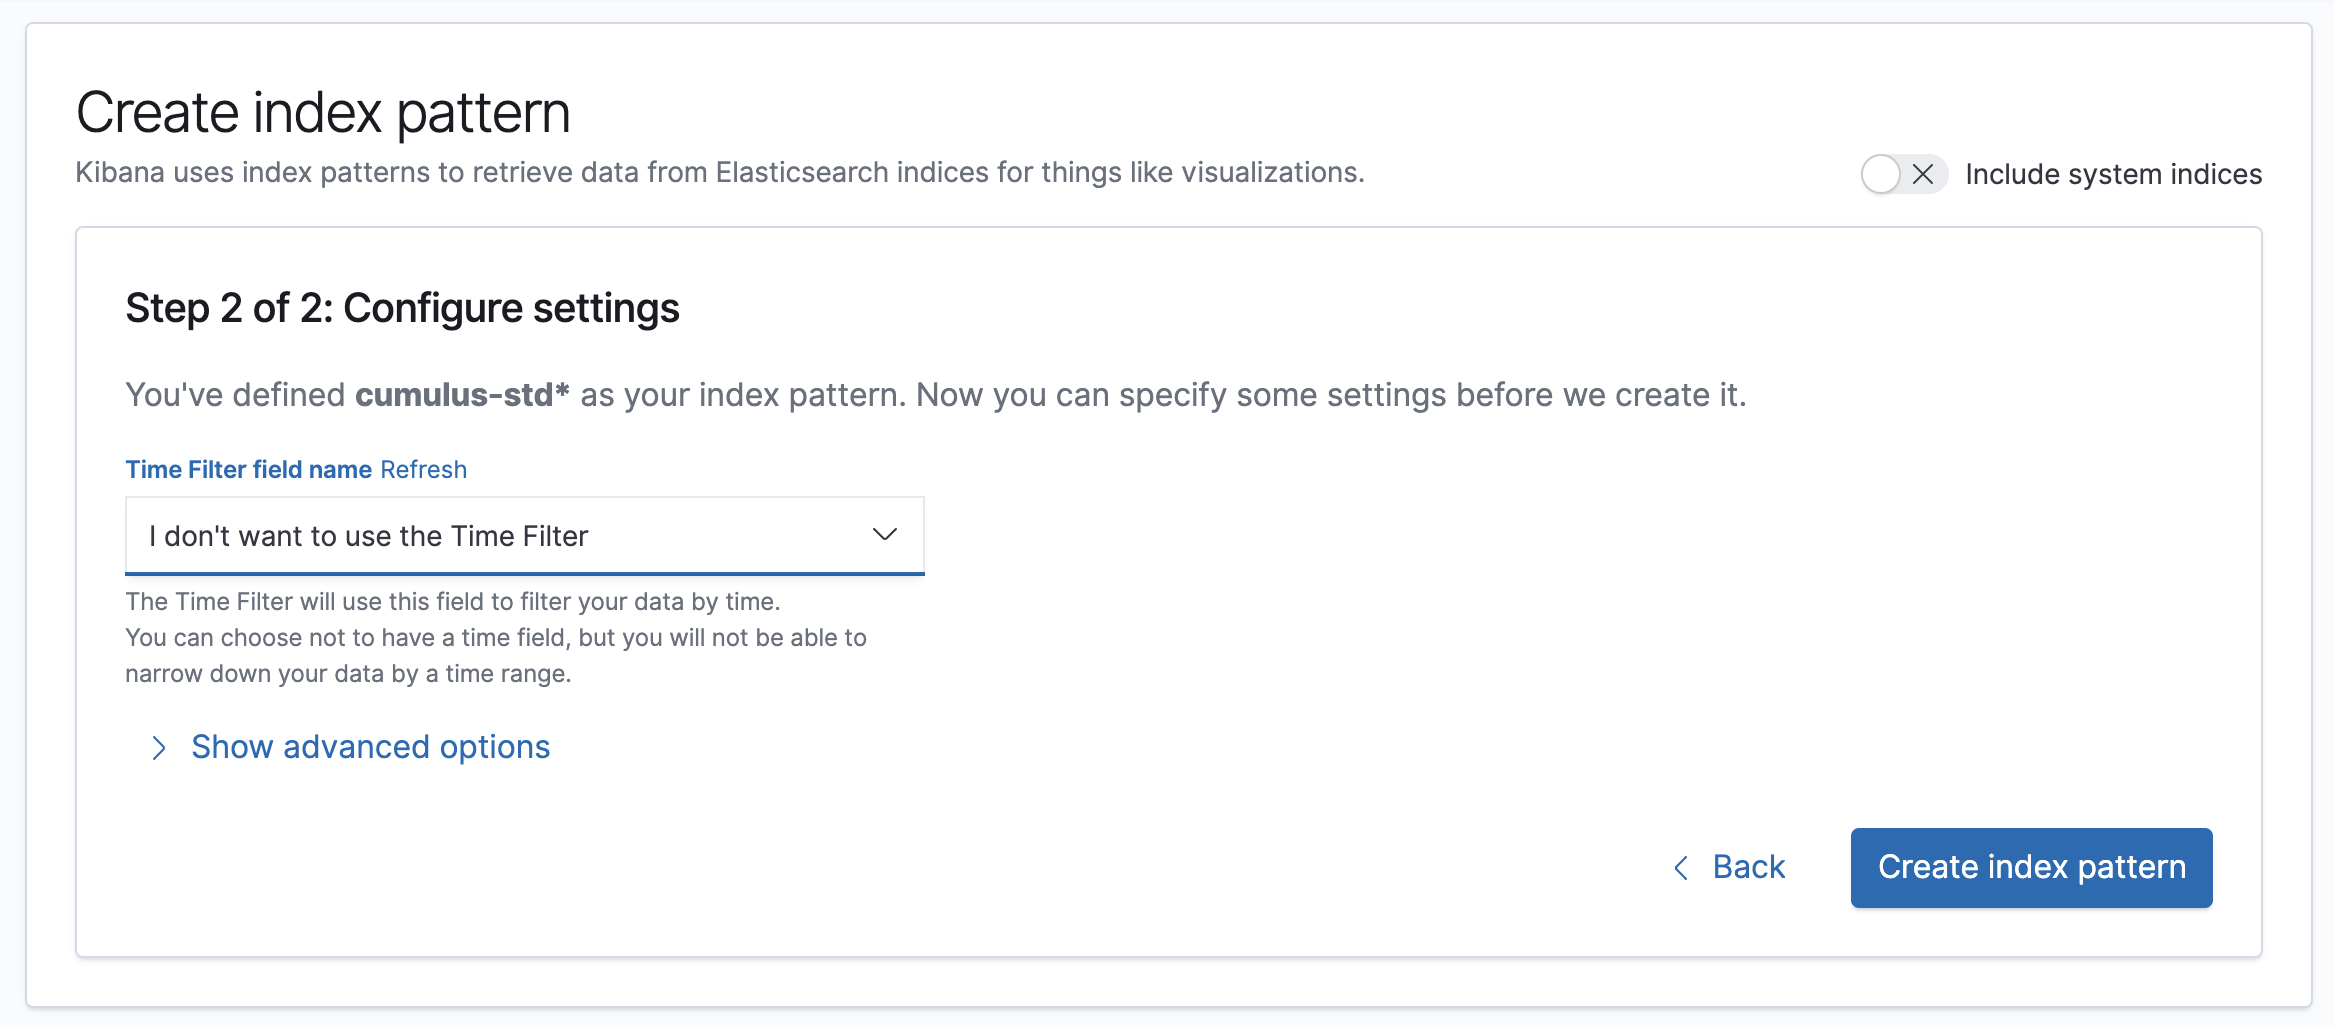 Create index pattern
Kibana uses index patterns to retrieve data from Elasticsearch indices for things like visualizations.
Include system indices
Step 2 of 2: Configure settings
You've defined cumulus-std* as your index pattern. Now you can specify some settings before we create it.
Time Filter field name Refresh
I don't want to use the Time Filter
The Time Filter will use this field to filter your data by time.
You can choose not to have a time field, but you will not be able to
narrow down your data by a time range.
Show advanced options
Back
Create index pattern